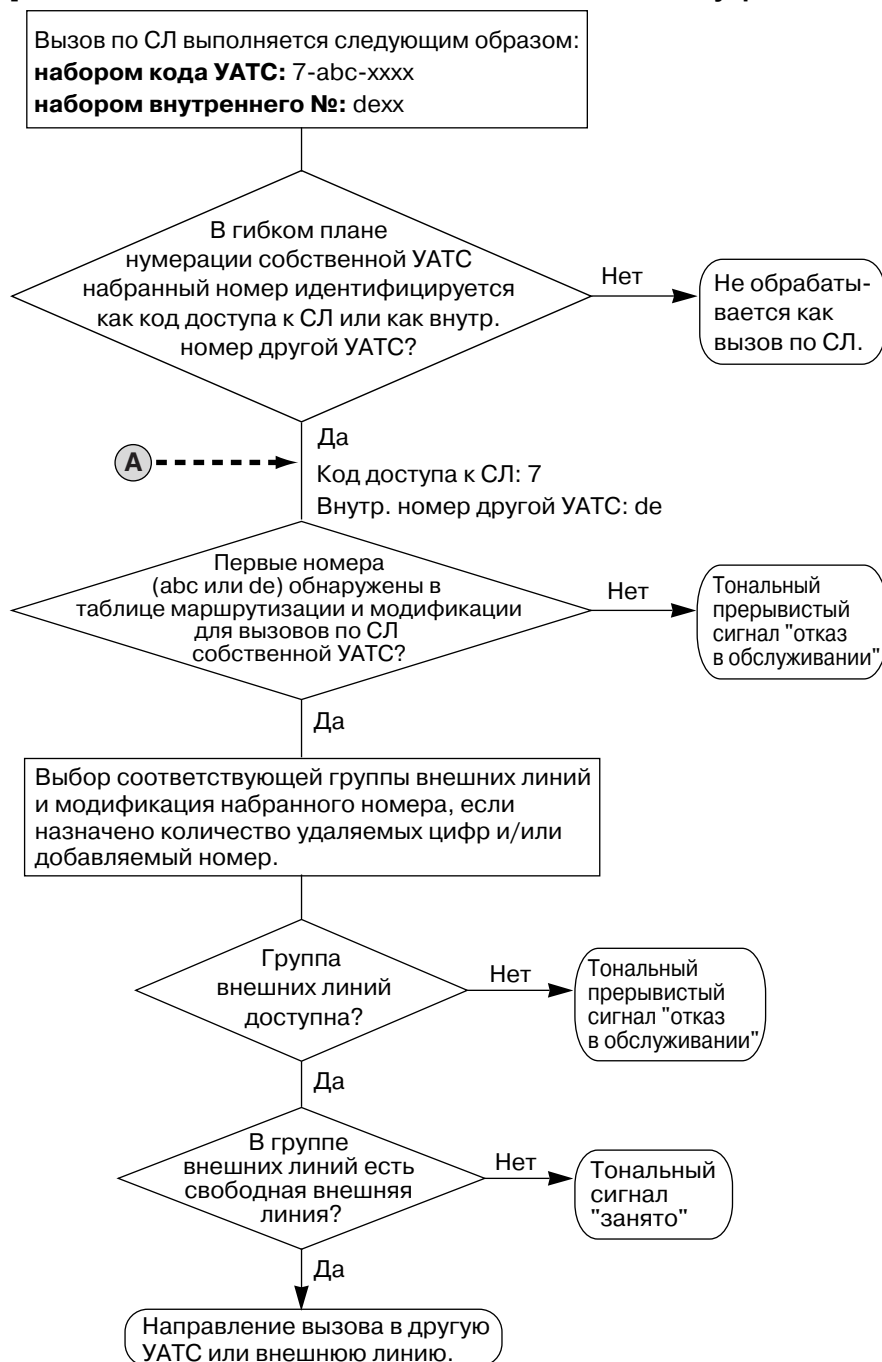 Вызов по СЛ выполняется следующим образом:
набором кода УАТС: 7-abc-xxxx
набором внутреннего №: dexx
В гибком плане
нумерации собственной УАТС
набранный номер идентифицируется
как код доступа к СЛ или как внутр.
номер другой УАТС?
Нет
Не обрабаты-
вается как
вызов по СЛ.
Да
A
Код доступа к СЛ: 7
Внутр. номер другой УАТС: de
Первые номера
(abc или de) обнаружены в
таблице маршрутизации и модификации
для вызовов по СЛ
собственной УАТС?
Нет
Тональный
прерывистый
сигнал "отказ
в обслуживании"
Да
Выбор соответствующей группы внешних линий
и модификация набранного номера, если
назначено количество удаляемых цифр и/или
добавляемый номер.
Группа
внешних линий
доступна?
Нет
Тональный
прерывистый
сигнал "отказ
в обслуживании"
Да
В группе
внешних линий есть
свободная внешняя
линия?
Нет
Тональный
сигнал
"занято"
Да
Направление вызова в другую
УАТС или внешнюю линию.